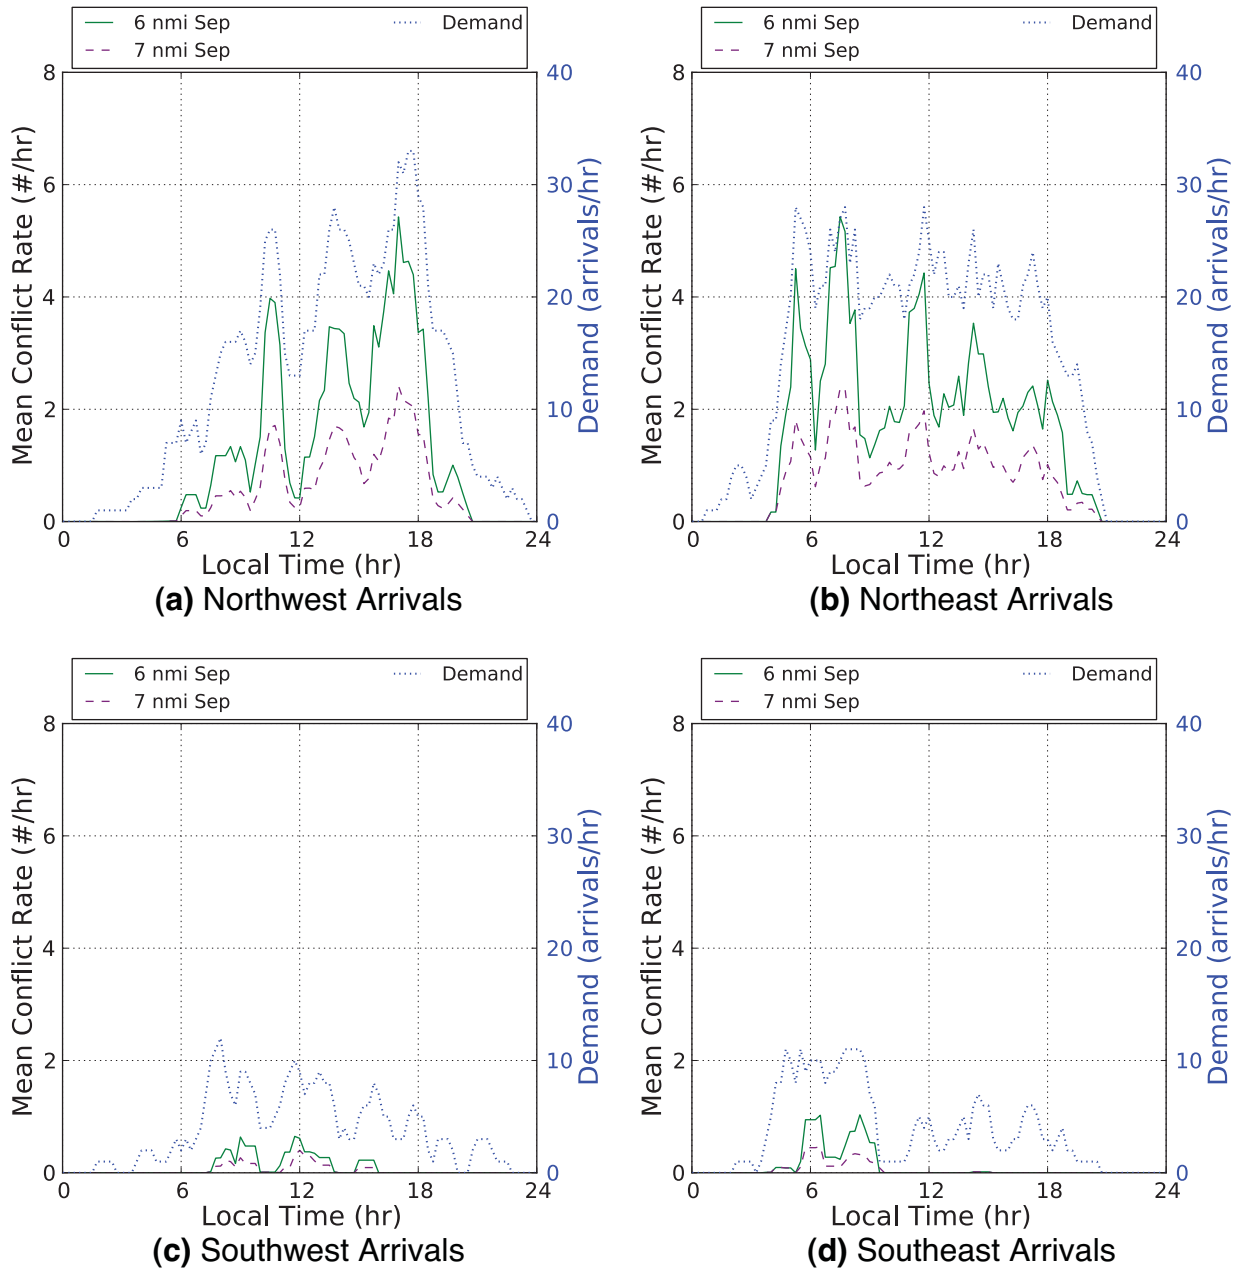 6 nmi Sep
7 nmi Sep
Demand
8
6
4
2
0
Mean Conflict Rate (#/hr)
40
30
20
10
0
Demand (arrivals/hr)
0 6 12 18 24
Local Time (hr)
(a) Northwest Arrivals
6 nmi Sep
7 nmi Sep
Demand
8
6
4
2
0
Mean Conflict Rate (#/hr)
40
30
20
10
0
Demand (arrivals/hr)
0 6 12 18 24
Local Time (hr)
(b) Northeast Arrivals
6 nmi Sep
7 nmi Sep
Demand
8
6
4
2
0
Mean Conflict Rate (#/hr)
40
30
20
10
0
Demand (arrivals/hr)
0 6 12 18 24
Local Time (hr)
(c) Southwest Arrivals
6 nmi Sep
7 nmi Sep
Demand
8
6
4
2
0
Mean Conflict Rate (#/hr)
40
30
20
10
0
Demand (arrivals/hr)
0 6 12 18 24
Local Time (hr)
(d) Southeast Arrivals